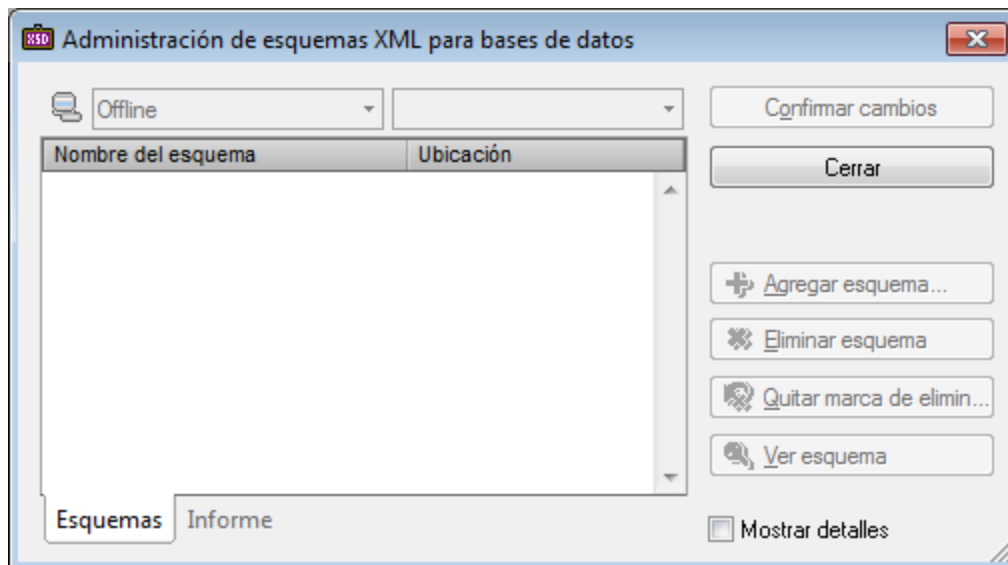 XSD Administración de esquemas XML para bases de datos
Offline
Confirmar cambios
Nombre del esquema Ubicación
Cerrar
Agregar esquema...
Eliminar esquema
Quitar marca de elimin...
Ver esquema
Esquemas Informe
Mostrar detalles